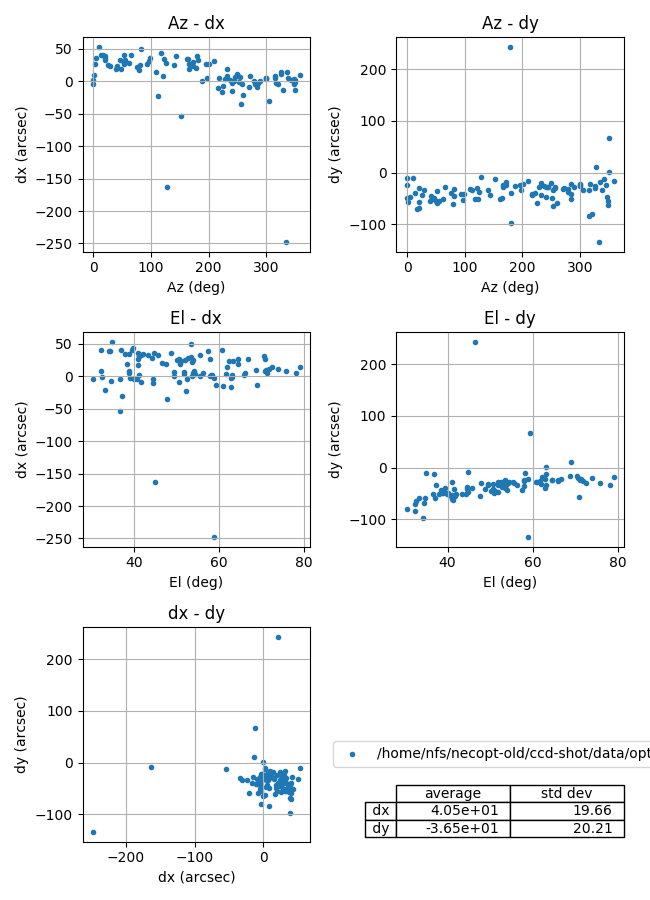 Az - dx
50
0
−50
−100
−150
−200
−250
0 100 200 300
dx (arcsec)
Az (deg)
Az - dy
200
100
0
−100
0 100 200 300
dy (arcsec)
Az (deg)
El - dx
50
0
−50
−100
−150
−200
−250
40 60 80
dx (arcsec)
El (deg)
El - dy
200
100
0
−100
40 60 80
dy (arcsec)
El (deg)
dx - dy
200
100
0
−100
−200 −100 0
dy (arcsec)
dx (arcsec)
/home/nfs/necopt-old/ccd-shot/data/opt
average std dev
dx 4.05e+01 19.66
dy -3.65e+01 20.21